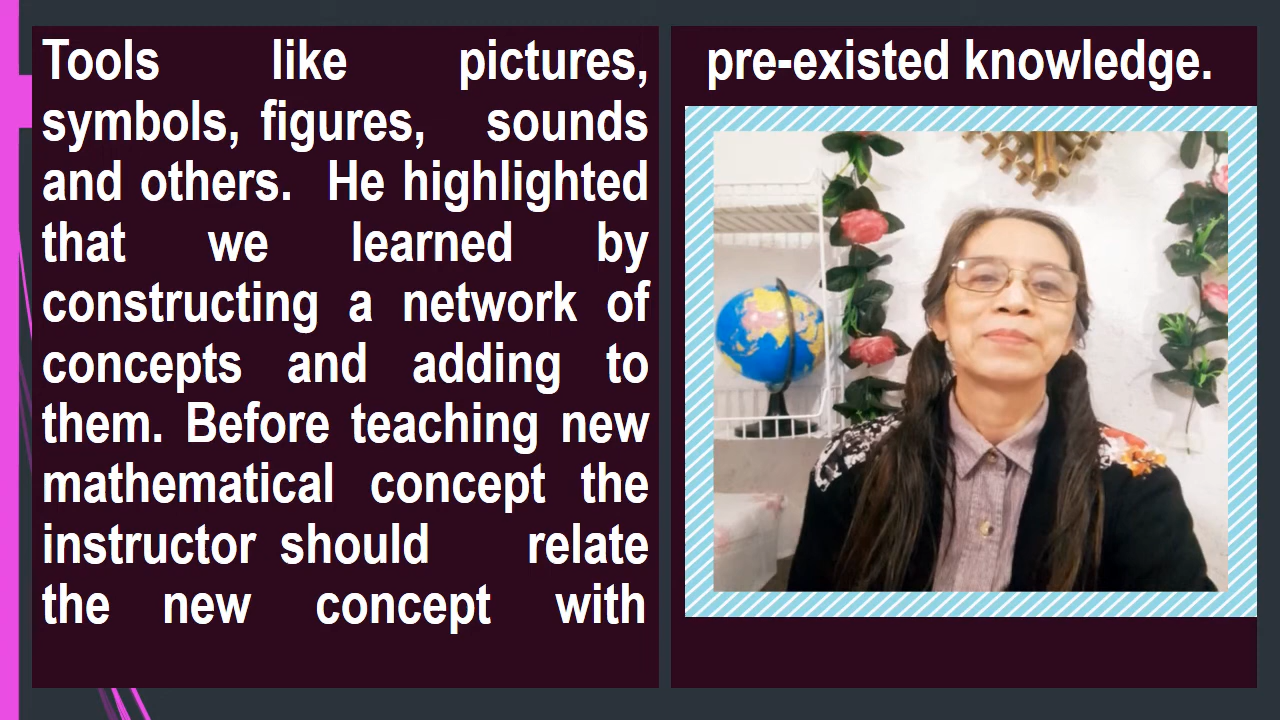 Tools like pictures,
symbols, figures, sounds
and others. He highlighted
that we learned by
constructing a network of
concepts and adding to
them. Before teaching new
mathematical concept the
instructor should relate
the new concept with
pre-existed knowledge.